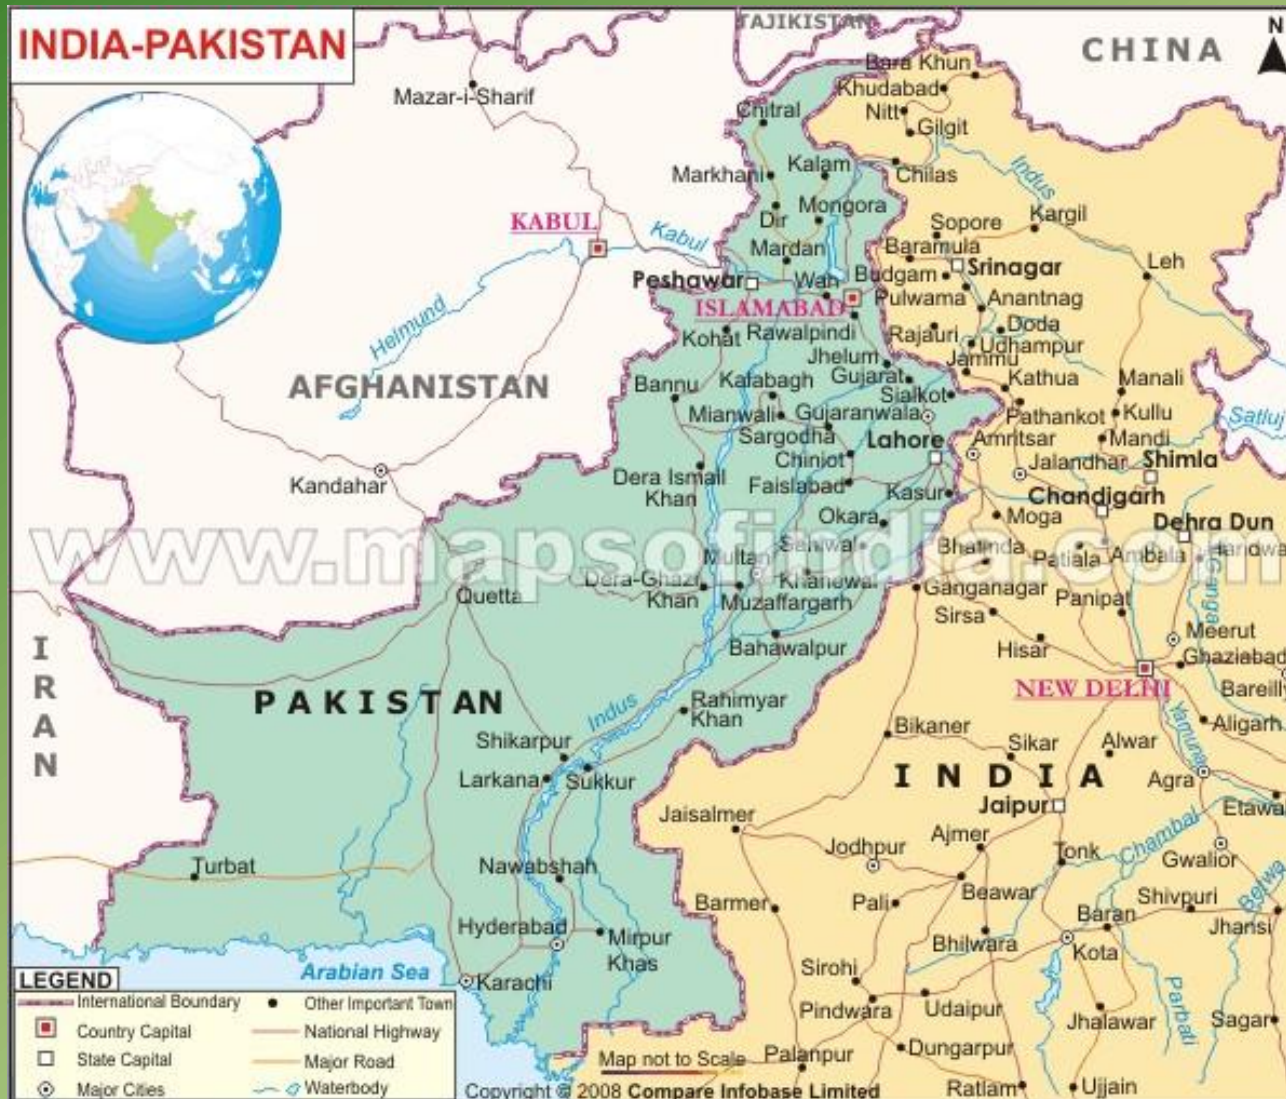 INDIA-PAKISTAN
TAJIKISTAN
CHINA
N
Mazar-i-Sharif
Bara Khun
Khudabad
Nitt
Gilgit
Chitral
Markhani
Kalam
Chilas
Indus
Dir
Mongora
Kargil
KABUL
Kabul
Sopore
Mardan
Baramula
Leh
Srinagar
Peshawar
Wah
Budgam
Helmund
ISLAMABAD
Pulwama
Anantnag
Kohat
Rawalpindi
Rajauri
Doda
Udhampur
Jhelum
Jammu
AFGHANISTAN
Bannu
Kalabagh
Gujarat
Kathua
Manali
Sialkot
Mianwali
Gujaranwala
Pathankot
Kullu
Satluj
Sargodha
Lahore
Amritsar
Mandi
Chiniot
Jalandhar
Shimla
Kandahar
Dera Ismail
Khan
Faislabad
Kasur
Chandigarh
Okara
Moga
Dehra Dun
www.mapsofindia.com
Multan
Sahiwal
Bhatinda
Patiala
Ambala
Haridwa
Ganga
Quetta
Dera-Ghazi
Khan
Khanewal
Muzaffargarh
Ganganagar
Panipat
Sirsa
Meerut
IRAN
Bahawalpur
Hisar
Ghaziabad
NEW DELHI
Bareilly
PAKISTAN
Indus
Rahimyar
Khan
Bikaner
Yamuna
Aligarh
Shikarpur
Sikar
Alwar
Larkana
Sukkur
INDIA
Agra
Jaipur
Etawa
Jaisalmer
Ajmer
Chambal
Jodhpur
Tonk
Gwalior
Turbat
Nawabshah
Beawar
Betwa
Barmer
Pali
Shivpuri
Baran
Jhansi
Hyderabad
Mirpur
Khas
Bhilwara
Kota
Arabian Sea
Karachi
Sirohi
Pindwara
Udaipur
Parbati
Jhalawar
Sagar
Dungarpur
Palanpur
Ratlam
Ujjain
LEGEND
International Boundary
Other Important Town
Country Capital
National Highway
State Capital
Major Road
Major Cities
Waterbody
Map not to Scale
Copyright © 2008 Compare Infobase Limited